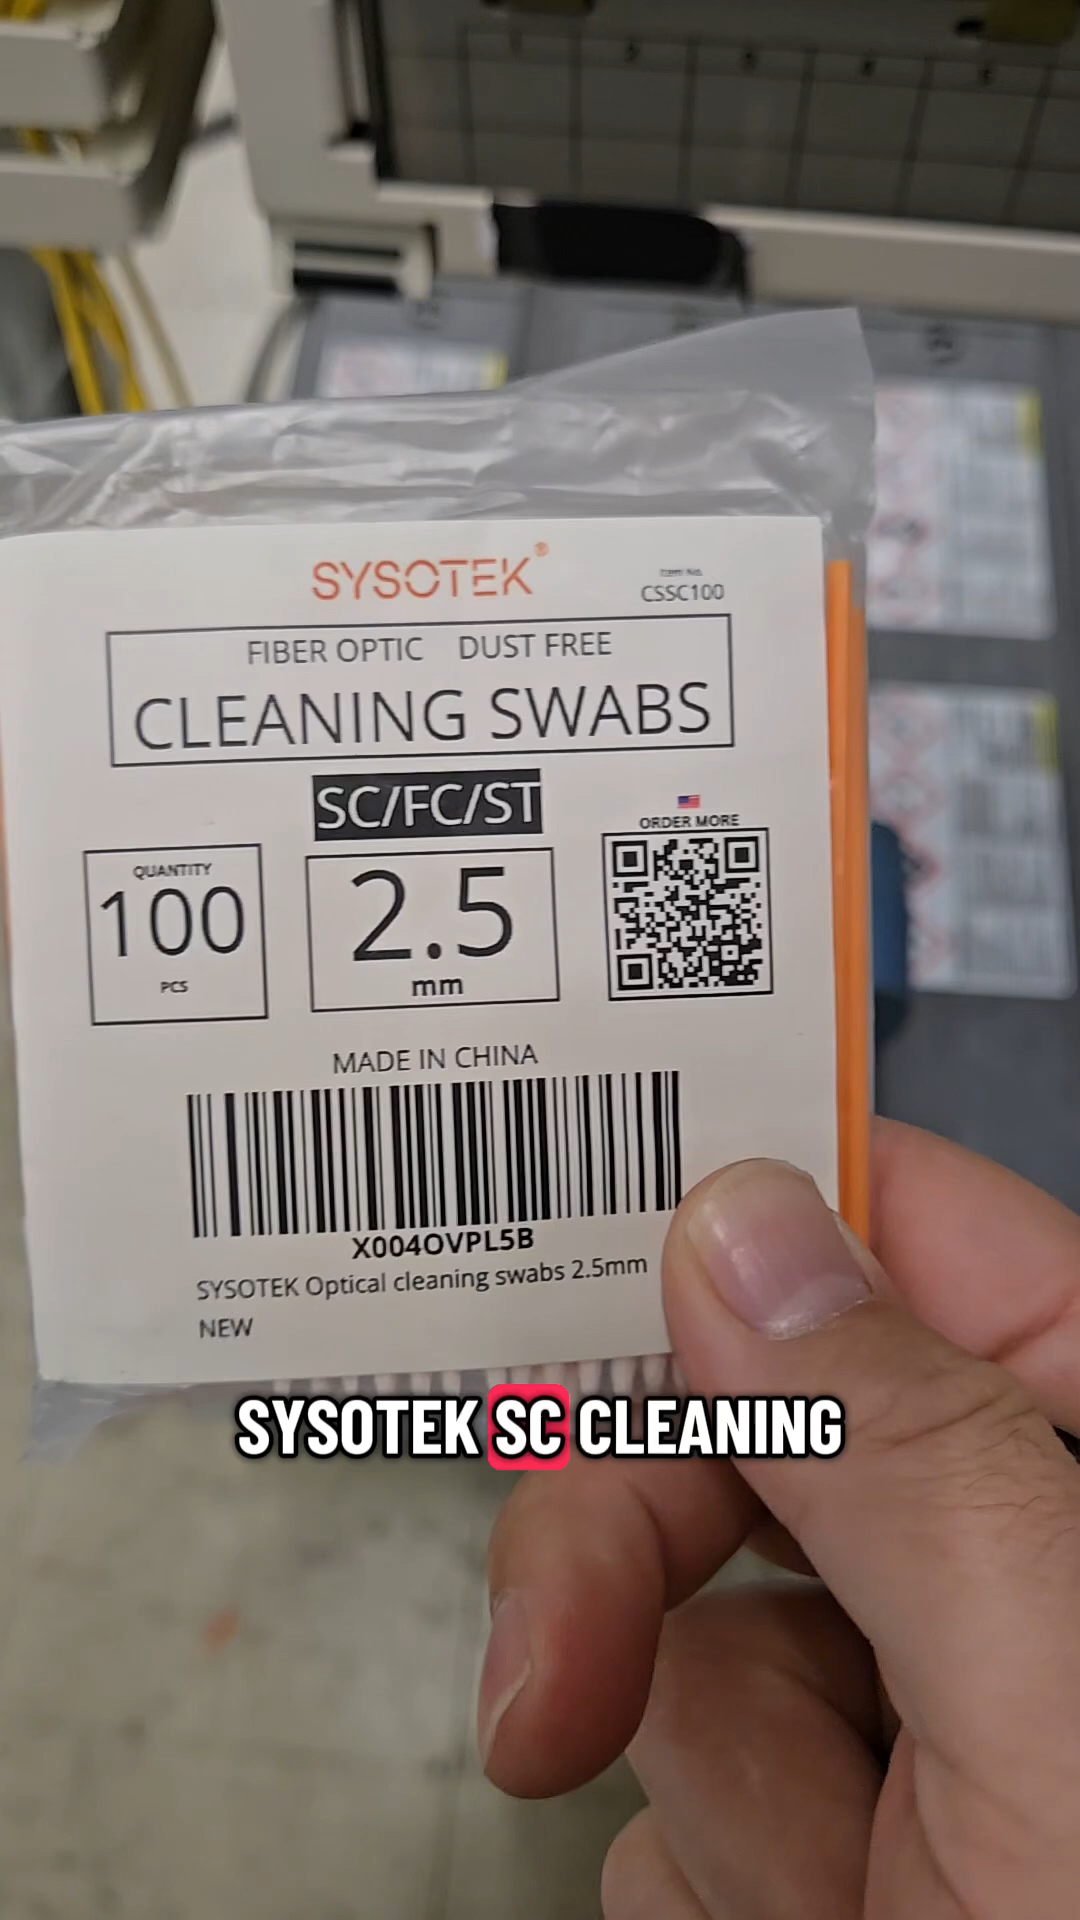 SYSOTEK®
Item No.
CSSC100
FIBER OPTIC DUST FREE
CLEANING SWABS
SC/FC/ST
QUANTITY
100
PCS
2.5
mm
ORDER MORE
MADE IN CHINA
X004OVPL5B
SYSOTEK Optical cleaning swabs 2.5mm
NEW
SYSOTEK SC CLEANING